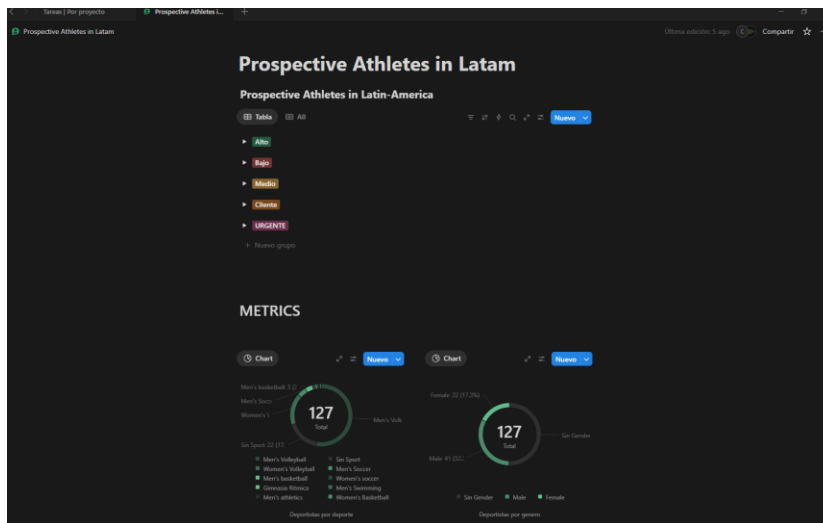 Tareas | Por proyecto
Prospective Athletes i...
Prospective Athletes in Latam
Última edición: 5 ago
Compartir
Prospective Athletes in Latam
Prospective Athletes in Latin-America
Tabla
All
Nuevo
Alto
Bajo
Medio
Cliente
URGENTE
+ Nuevo grupo
METRICS
Chart
Nuevo
Chart
Nuevo
Men's basketball 3 (
Men's Socc
Women's
Men's Volle
Sin Sport 22 (17.
127
Total
Men's Volleyball
Sin Sport
Women's Volleyball
Men's Soccer
Men's basketball
Women's soccer
Gimnasia Rítmica
Men's Swimming
Men's athletics
Women's Basketball
Deportistas por deporte
Female 22 (17.3%)
Male 41 (32.
Sin Gender
127
Total
Sin Gender
Male
Female
Deportistas por genero